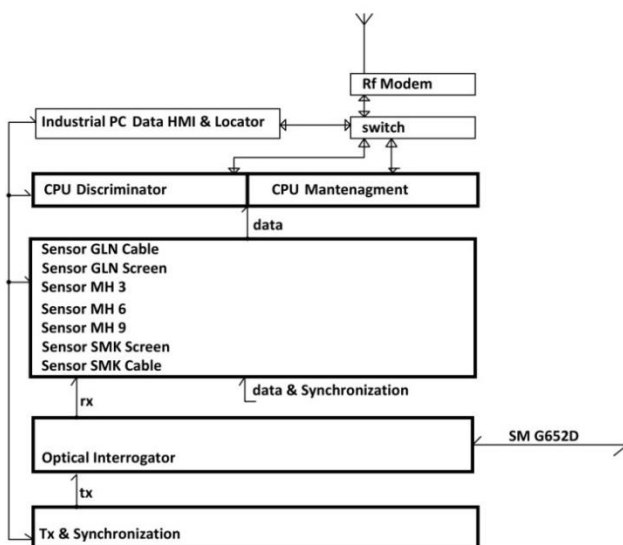 Rf Modem
Industrial PC Data HMI & Locator
switch
CPU Discriminator
CPU Mantenagment
data
Sensor GLN Cable
Sensor GLN Screen
Sensor MH 3
Sensor MH 6
Sensor MH 9
Sensor SMK Screen
Sensor SMK Cable
data & Synchronization
rx
SM G652D
Optical Interrogator
tx
Tx & Synchronization